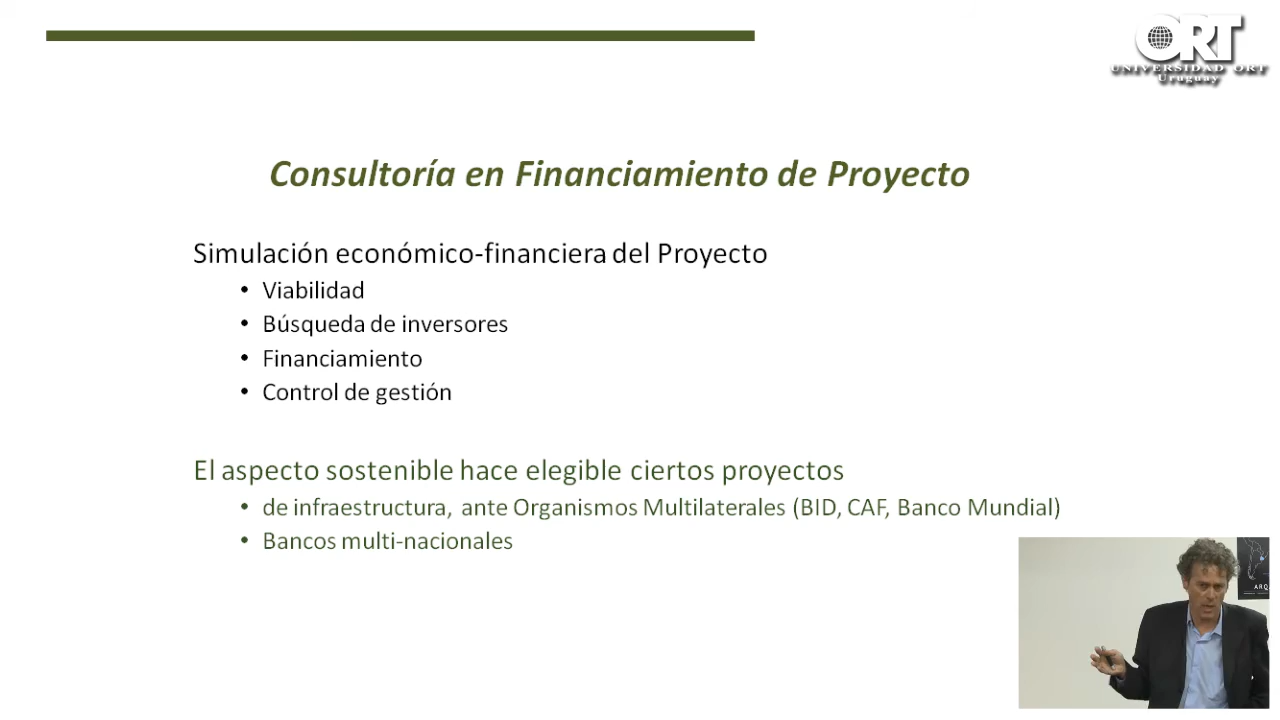 ORT
UNIVERSIDAD ORT
Uruguay
Consultoría en Financiamiento de Proyecto
Simulación económico-financiera del Proyecto
• Viabilidad
• Búsqueda de inversores
• Financiamiento
• Control de gestión
El aspecto sostenible hace elegible ciertos proyectos
• de infraestructura, ante Organismos Multilaterales (BID, CAF, Banco Mundial)
• Bancos multi-nacionales